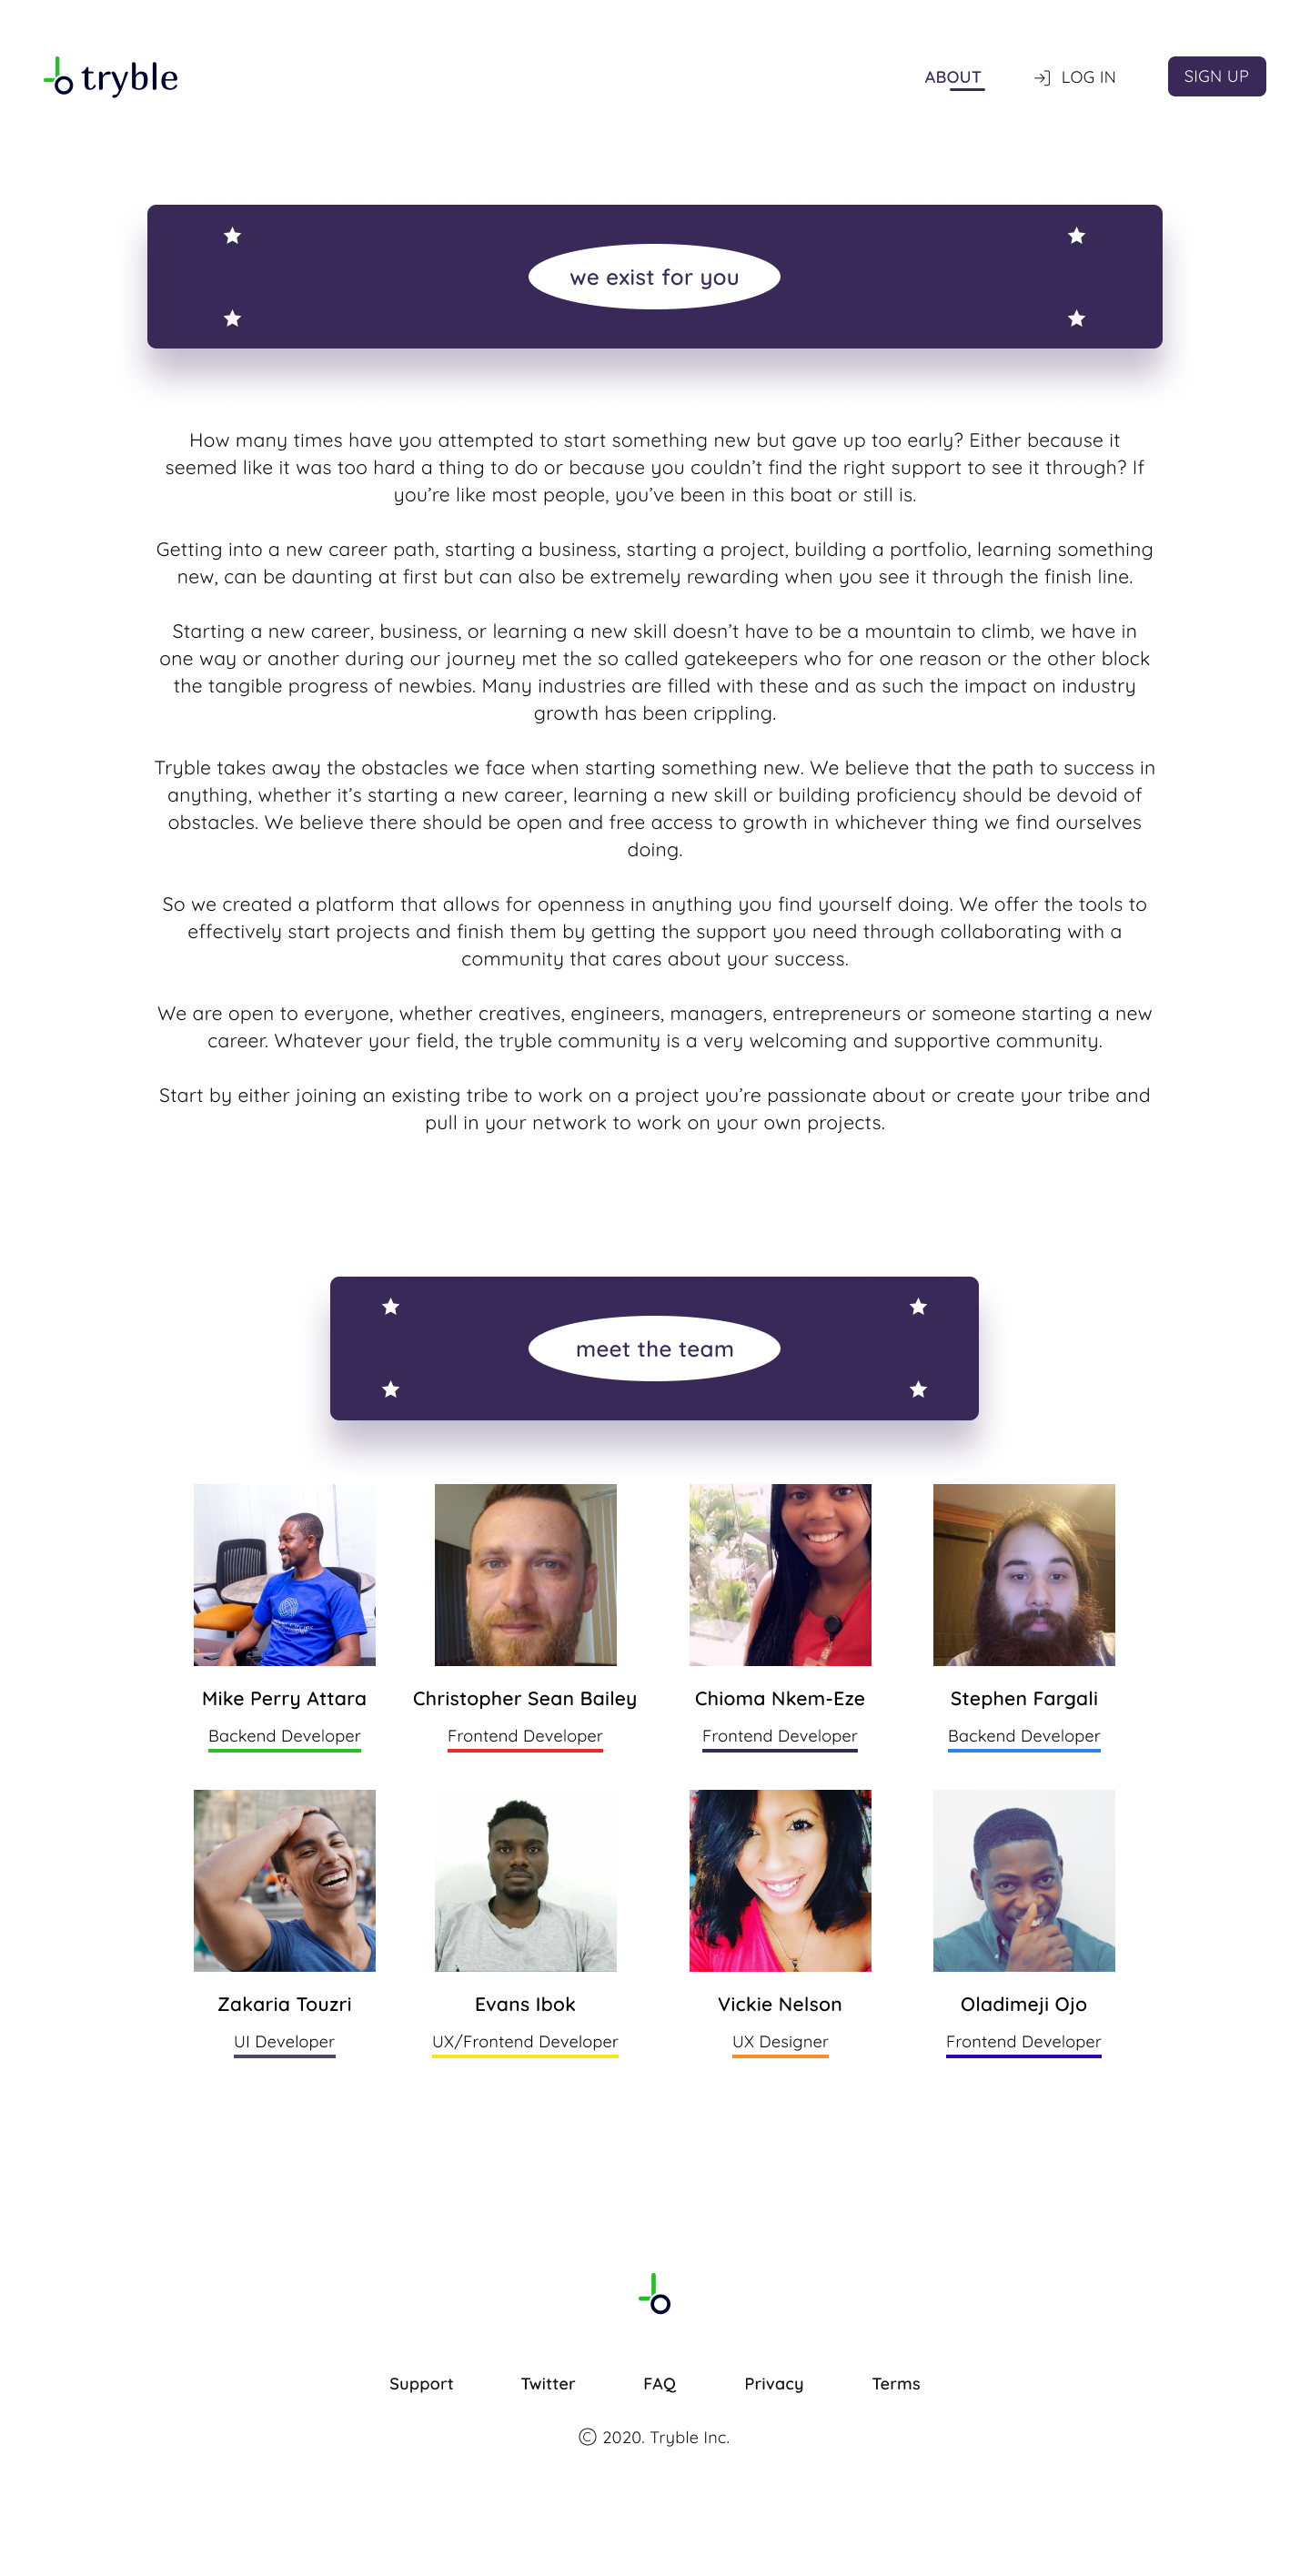 tryble
ABOUT
LOG IN
SIGN UP
we exist for you
How many times have you attempted to start something new but gave up too early? Either because it
seemed like it was too hard a thing to do or because you couldn’t find the right support to see it through? If
you’re like most people, you’ve been in this boat or still is.
Getting into a new career path, starting a business, starting a project, building a portfolio, learning something
new, can be daunting at first but can also be extremely rewarding when you see it through the finish line.
Starting a new career, business, or learning a new skill doesn’t have to be a mountain to climb, we have in
one way or another during our journey met the so called gatekeepers who for one reason or the other block
the tangible progress of newbies. Many industries are filled with these and as such the impact on industry
growth has been crippling.
Tryble takes away the obstacles we face when starting something new. We believe that the path to success in
anything, whether it’s starting a new career, learning a new skill or building proficiency should be devoid of
obstacles. We believe there should be open and free access to growth in whichever thing we find ourselves
doing.
So we created a platform that allows for openness in anything you find yourself doing. We offer the tools to
effectively start projects and finish them by getting the support you need through collaborating with a
community that cares about your success.
We are open to everyone, whether creatives, engineers, managers, entrepreneurs or someone starting a new
career. Whatever your field, the tryble community is a very welcoming and supportive community.
Start by either joining an existing tribe to work on a project you’re passionate about or create your tribe and
pull in your network to work on your own projects.
meet the team
Mike Perry Attara
Backend Developer
Christopher Sean Bailey
Frontend Developer
Chioma Nkem-Eze
Frontend Developer
Stephen Fargali
Backend Developer
Zakaria Touzri
UI Developer
Evans Ibok
UX/Frontend Developer
Vickie Nelson
UX Designer
Oladimeji Ojo
Frontend Developer
Support
Twitter
FAQ
Privacy
Terms
© 2020. Tryble Inc.